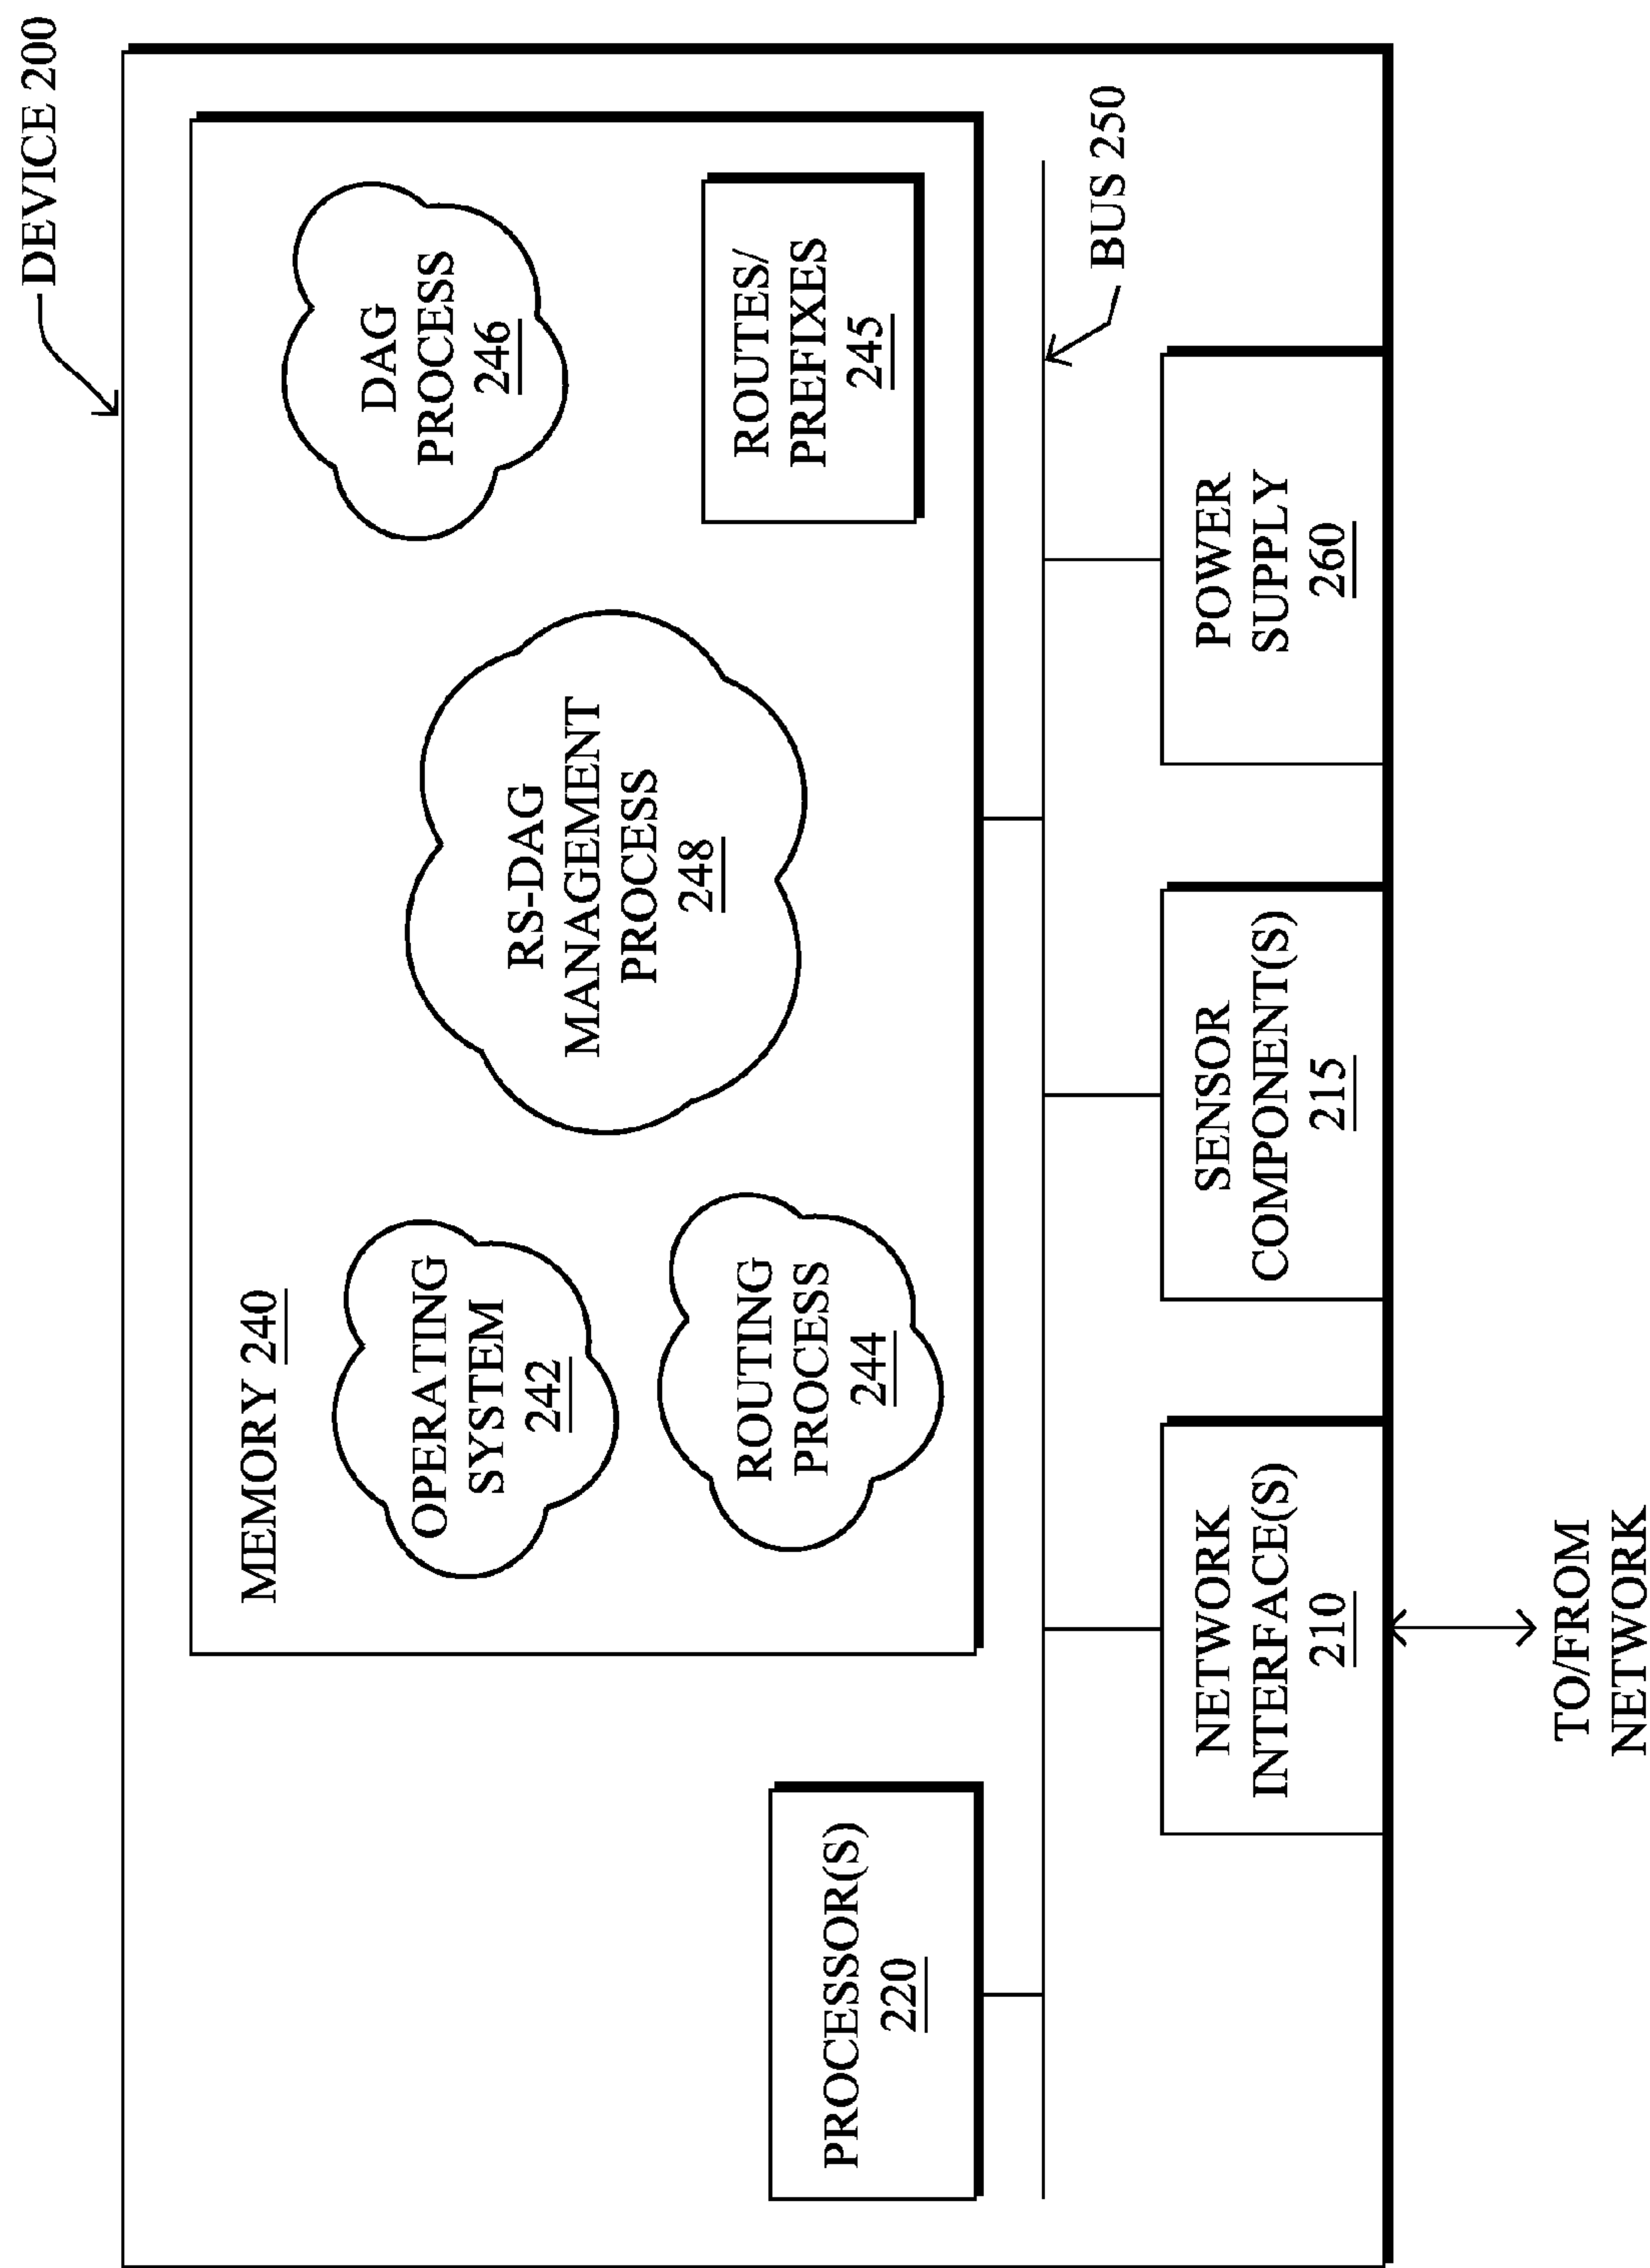 DEVICE 200
MEMORY 240
OPERATING
SYSTEM
242
ROUTING
PROCESS
244
RS-DAG
MANAGEMENT
PROCESS
248
DAG
PROCESS
246
ROUTES/
PREFIXES
245
PROCESSOR(S)
220
BUS 250
NETWORK
INTERFACE(S)
210
SENSOR
COMPONENT(S)
215
POWER
SUPPLY
260
TO/FROM
NETWORK